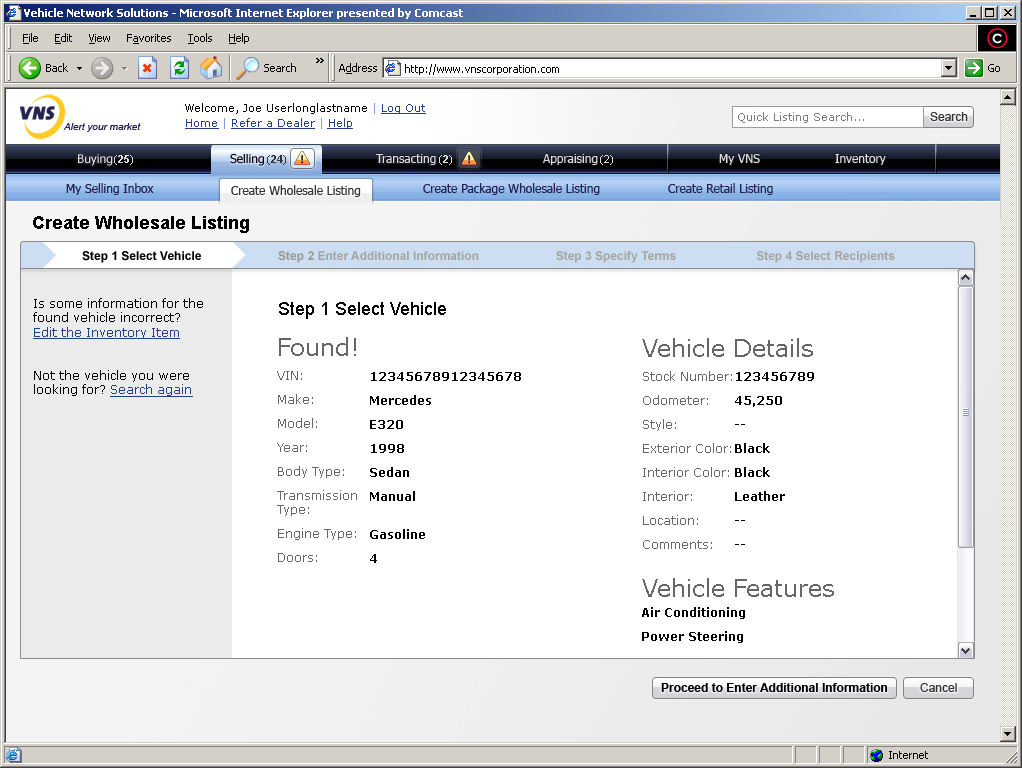 Vehicle Network Solutions - Microsoft Internet Explorer presented by Comcast
File Edit View Favorites Tools Help
Back Search » Address http://www.vnscorporation.com Go
VNS Alert your market
Welcome, Joe Userlonglastname | Log Out
Home | Refer a Dealer | Help
Quick Listing Search... Search
Buying(25) Selling(24) Transacting(2) Appraising(2) My VNS Inventory
My Selling Inbox Create Wholesale Listing Create Package Wholesale Listing Create Retail Listing
Create Wholesale Listing
Step 1 Select Vehicle Step 2 Enter Additional Information Step 3 Specify Terms Step 4 Select Recipients
Is some information for the
found vehicle incorrect?
Edit the Inventory Item
Not the vehicle you were
looking for? Search again
Step 1 Select Vehicle
Found!
VIN: 12345678912345678
Make: Mercedes
Model: E320
Year: 1998
Body Type: Sedan
Transmission Manual
Type:
Engine Type: Gasoline
Doors: 4
Vehicle Details
Stock Number: 123456789
Odometer: 45,250
Style: --
Exterior Color: Black
Interior Color: Black
Interior: Leather
Location: --
Comments: --
Vehicle Features
Air Conditioning
Power Steering
Proceed to Enter Additional Information Cancel
Internet